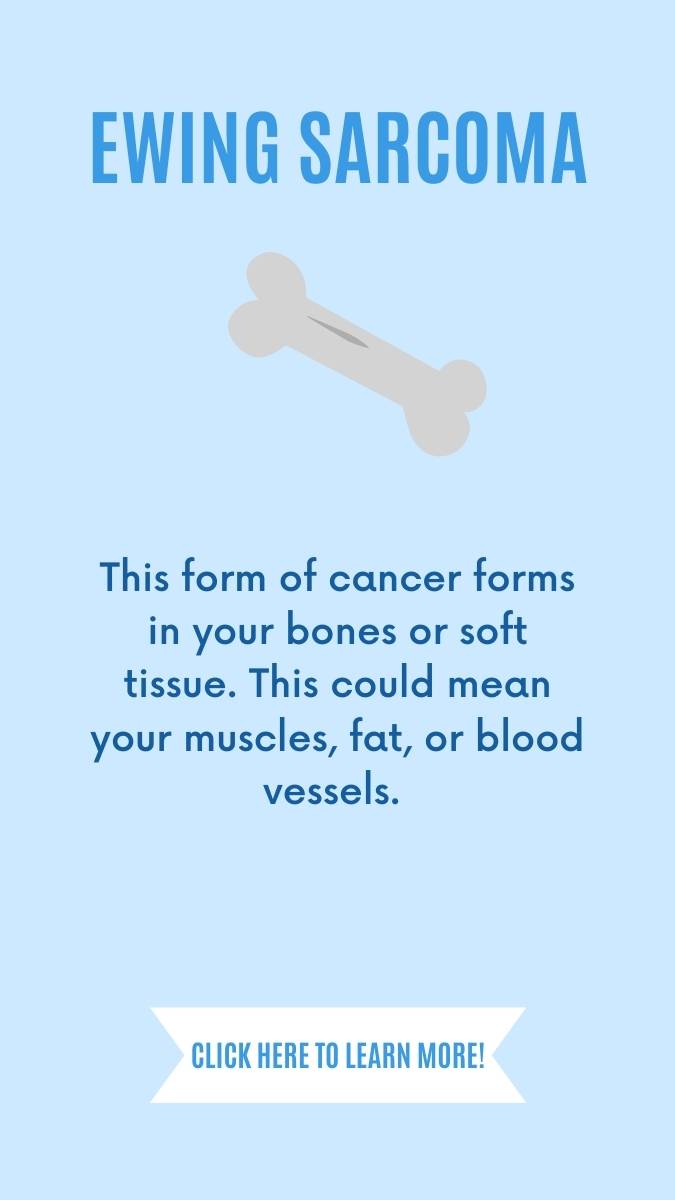 EWING SARCOMA
This form of cancer forms
in your bones or soft
tissue. This could mean
your muscles, fat, or blood
vessels.
CLICK HERE TO LEARN MORE!